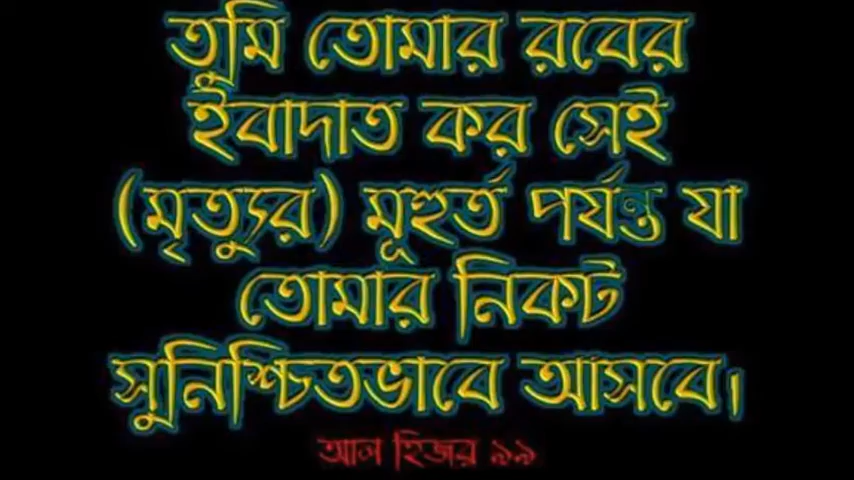 তুমি তোমার রবের
ইবাদাত কর সেই
(মৃত্যুর) মূহুর্ত পর্যন্ত যা
তোমার নিকট
সুনিশ্চিতভাবে আসবে।
আল হিজর ৯৯